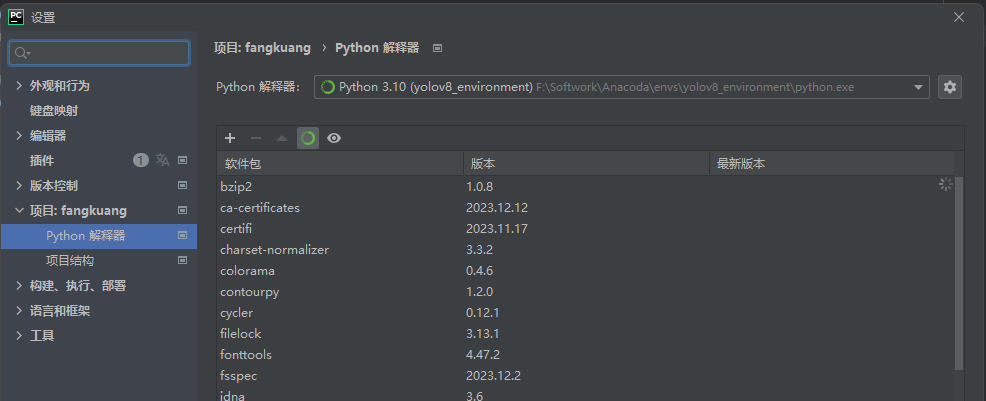 PC 设置
项目: fangkuang › Python 解释器
外观和行为
Python 解释器: Python 3.10 (yolov8_environment) F:\Softwork\Anacoda\envs\yolov8_environment\python.exe
键盘映射
编辑器
插件 1
软件包 版本 最新版本
版本控制
bzip2 1.0.8
项目: fangkuang
ca-certificates 2023.12.12
certifi 2023.11.17
Python 解释器
charset-normalizer 3.3.2
项目结构
colorama 0.4.6
构建、执行、部署
contourpy 1.2.0
语言和框架
cycler 0.12.1
工具
filelock 3.13.1
fonttools 4.47.2
fsspec 2023.12.2
idna 3.6